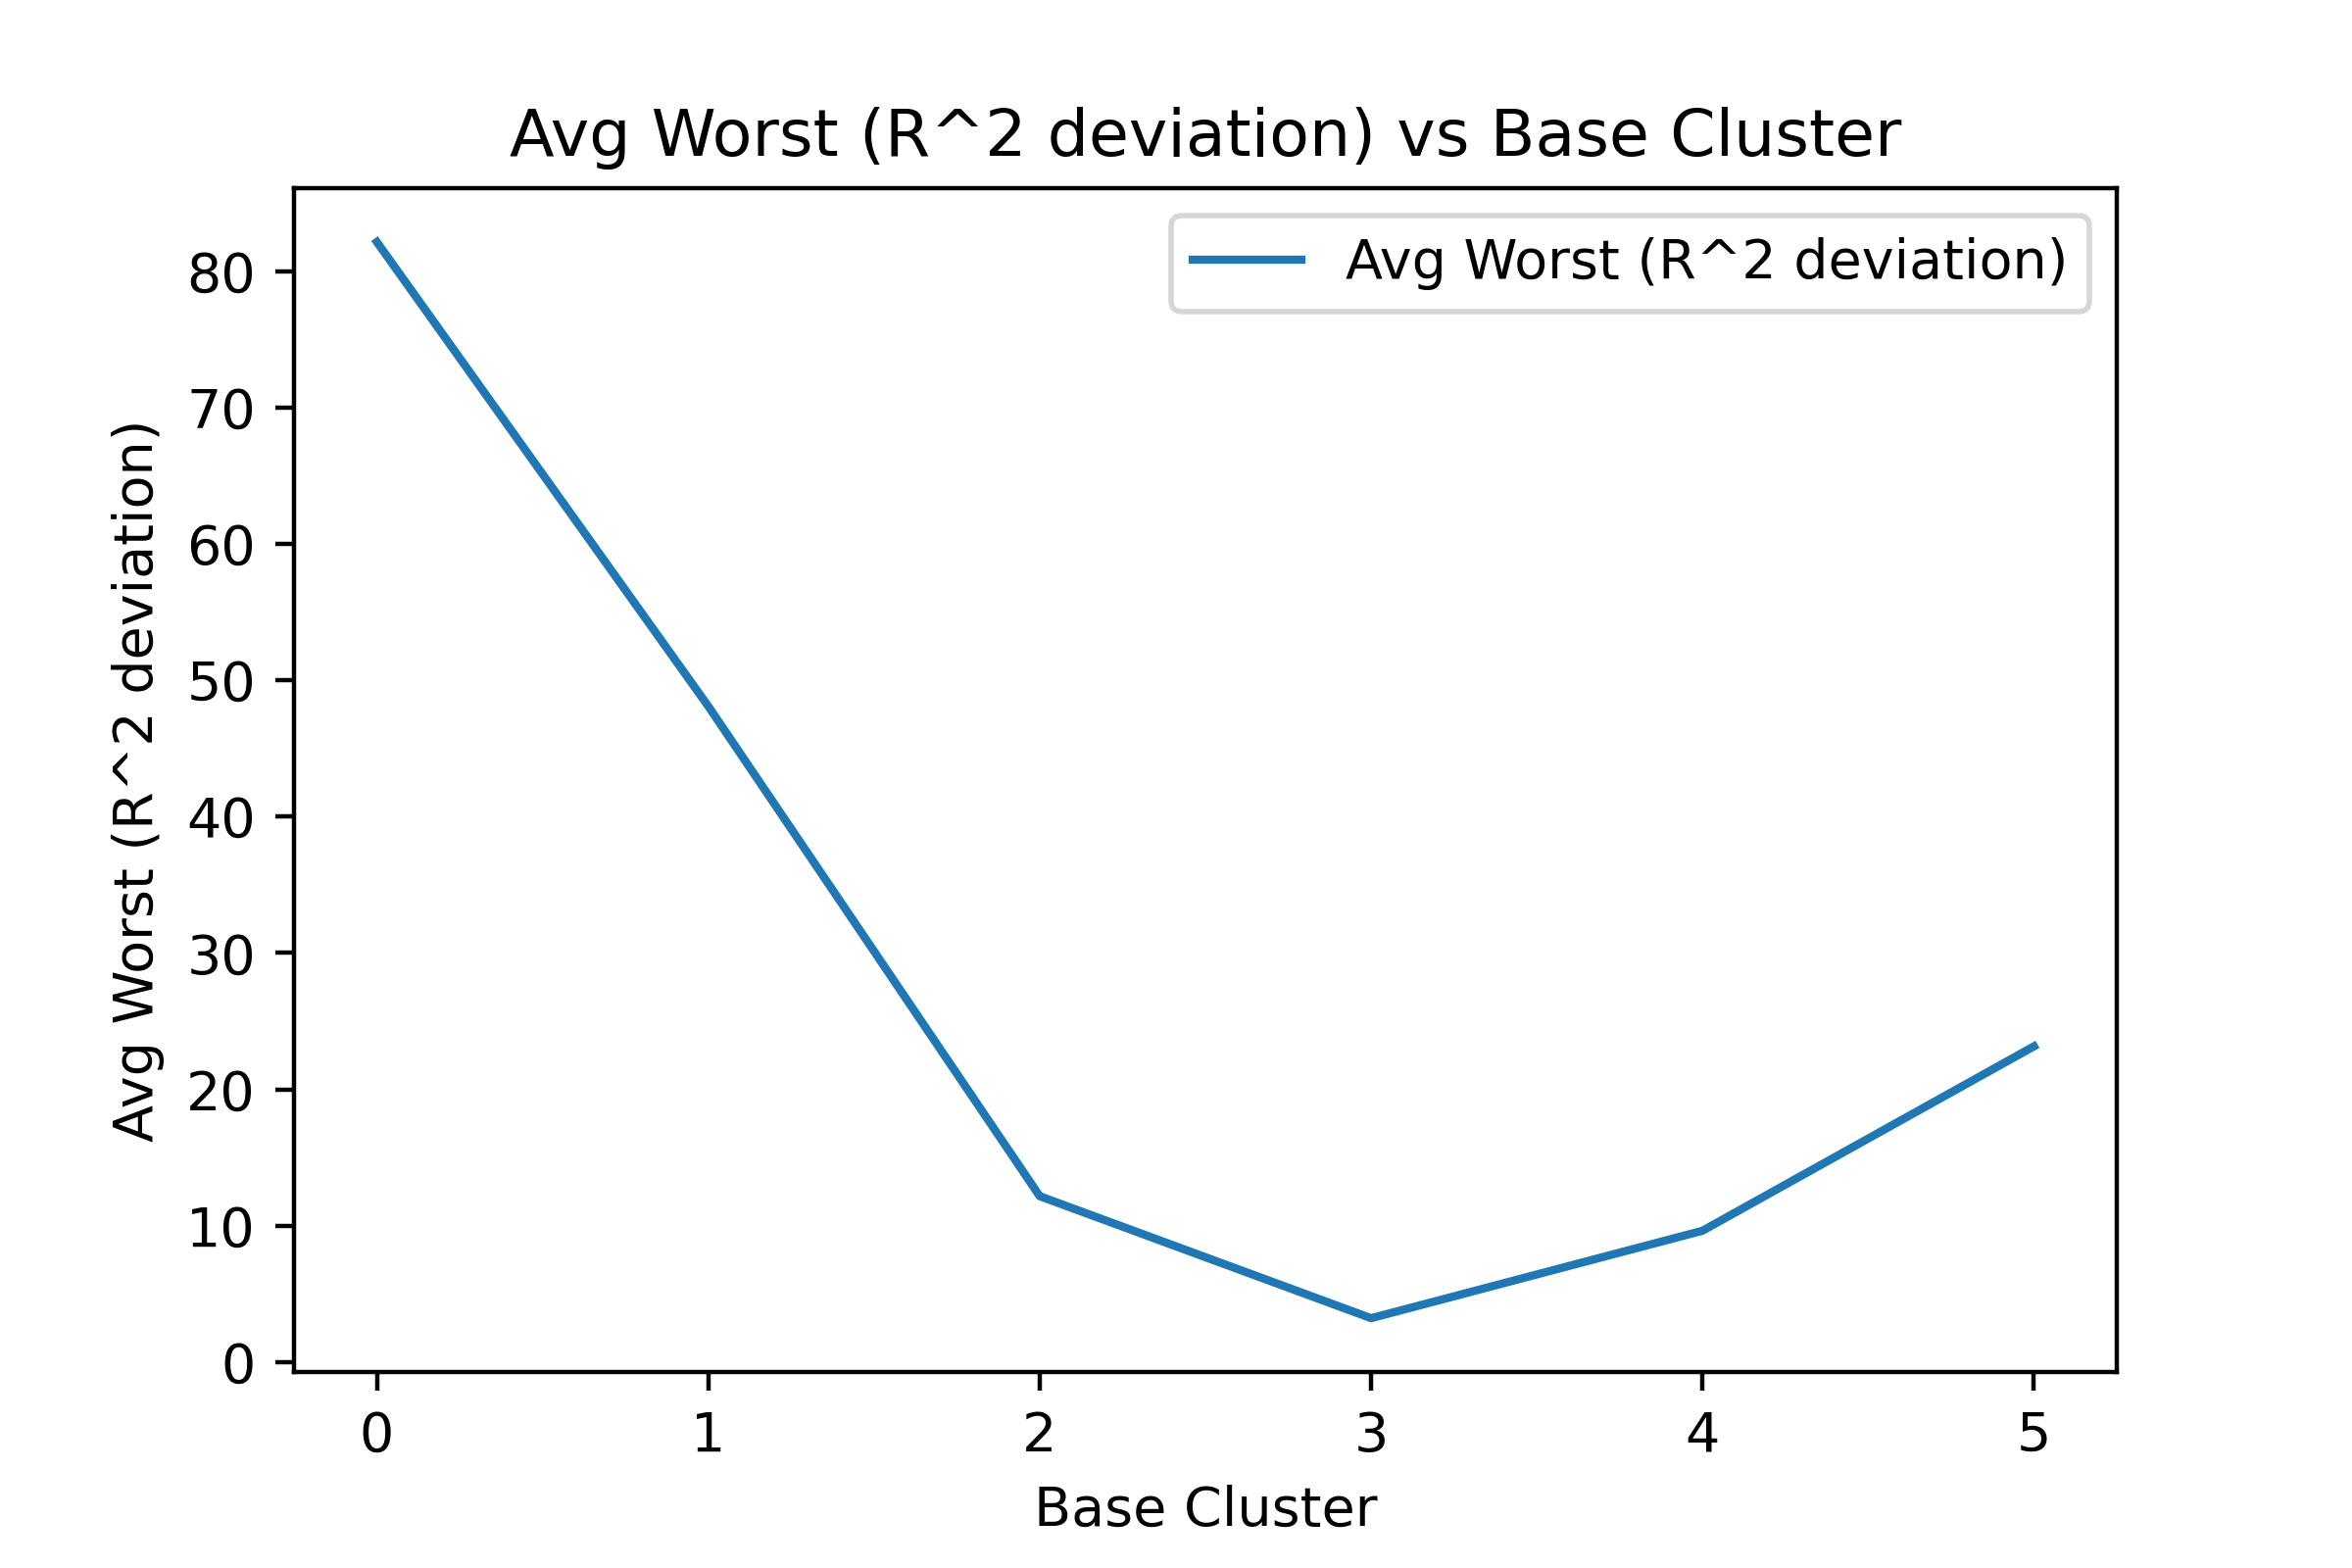 Avg Worst (R^2 deviation) vs Base Cluster
Avg Worst (R^2 deviation)
Avg Worst (R^2 deviation)
80
70
60
50
40
30
20
10
0
0 1 2 3 4 5
Base Cluster